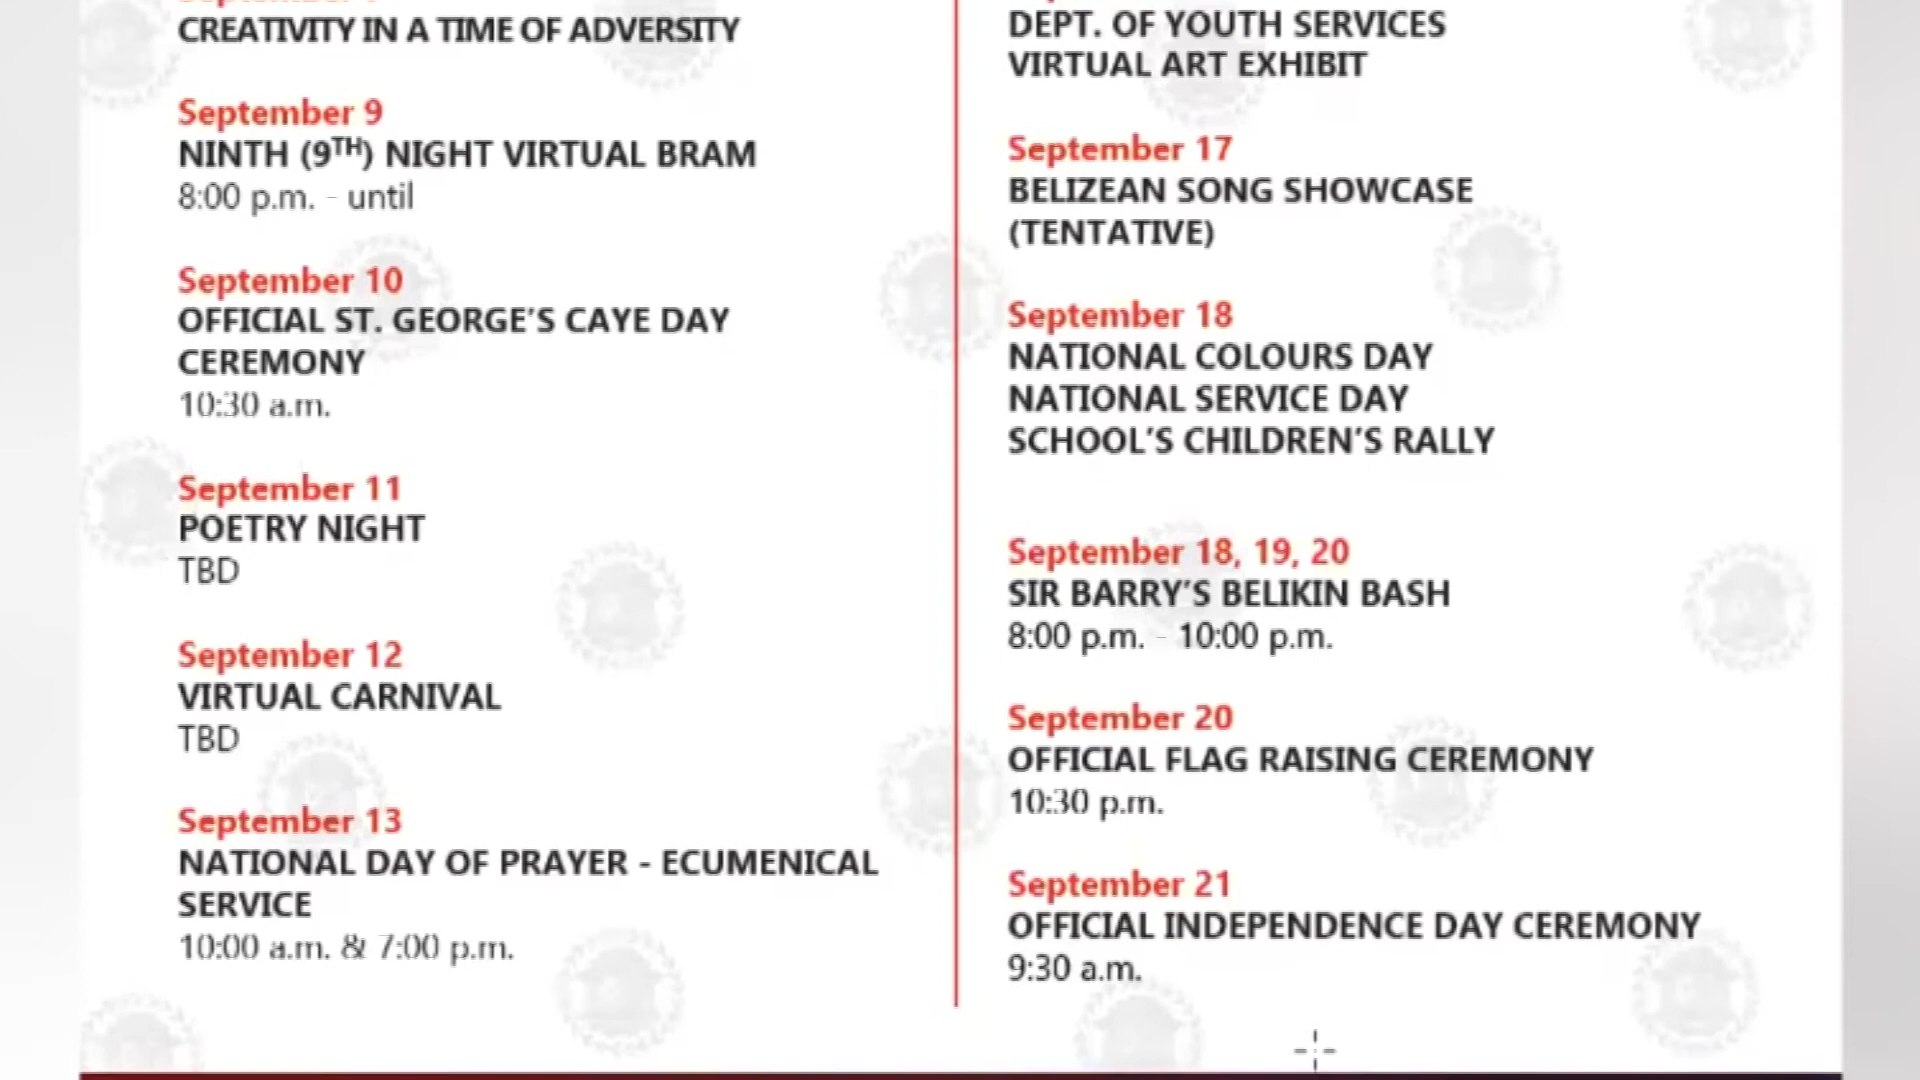 CREATIVITY IN A TIME OF ADVERSITY
September 9
NINTH (9TH) NIGHT VIRTUAL BRAM
8:00 p.m. - until
September 10
OFFICIAL ST. GEORGE'S CAYE DAY
CEREMONY
10:30 a.m.
September 11
POETRY NIGHT
TBD
September 12
VIRTUAL CARNIVAL
TBD
September 13
NATIONAL DAY OF PRAYER - ECUMENICAL
SERVICE
10:00 a.m. & 7:00 p.m.
DEPT. OF YOUTH SERVICES
VIRTUAL ART EXHIBIT
September 17
BELIZEAN SONG SHOWCASE
(TENTATIVE)
September 18
NATIONAL COLOURS DAY
NATIONAL SERVICE DAY
SCHOOL'S CHILDREN'S RALLY
September 18, 19, 20
SIR BARRY'S BELIKIN BASH
8:00 p.m. - 10:00 p.m.
September 20
OFFICIAL FLAG RAISING CEREMONY
10:30 p.m.
September 21
OFFICIAL INDEPENDENCE DAY CEREMONY
9:30 a.m.